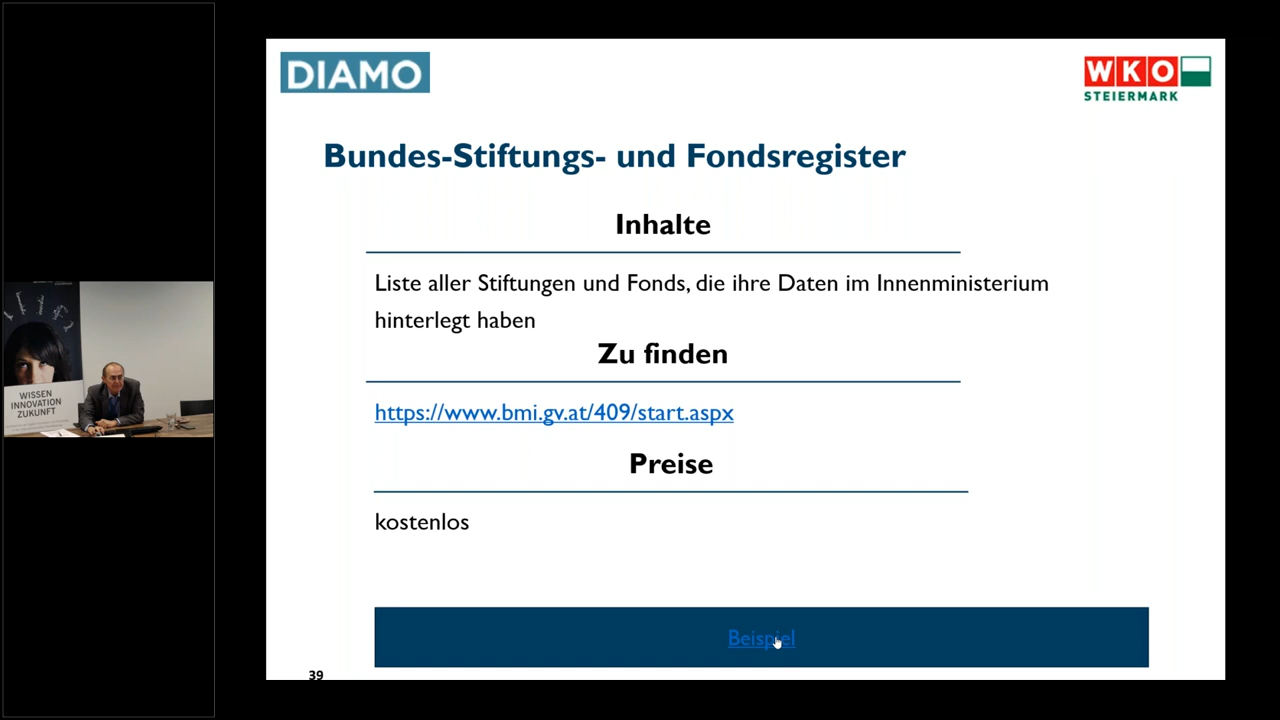 DIAMO
WKO
STEIERMARK
Bundes-Stiftungs- und Fondsregister
Inhalte
Liste aller Stiftungen und Fonds, die ihre Daten im Innenministerium
hinterlegt haben
Zu finden
https://www.bmi.gv.at/409/start.aspx
Preise
kostenlos
Beispiel
39
WISSEN
INNOVATION
ZUKUNFT